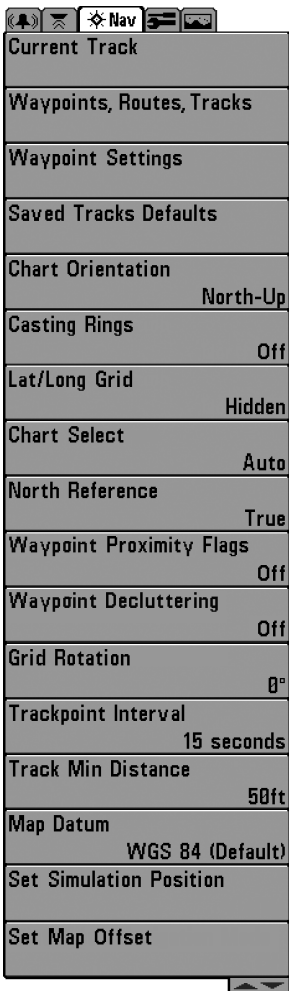 Nav
Current Track
Waypoints, Routes, Tracks
Waypoint Settings
Saved Tracks Defaults
Chart Orientation
North-Up
Casting Rings
Off
Lat/Long Grid
Hidden
Chart Select
Auto
North Reference
True
Waypoint Proximity Flags
Off
Waypoint Decluttering
Off
Grid Rotation
0°
Trackpoint Interval
15 seconds
Track Min Distance
50ft
Map Datum
WGS 84 (Default)
Set Simulation Position
Set Map Offset